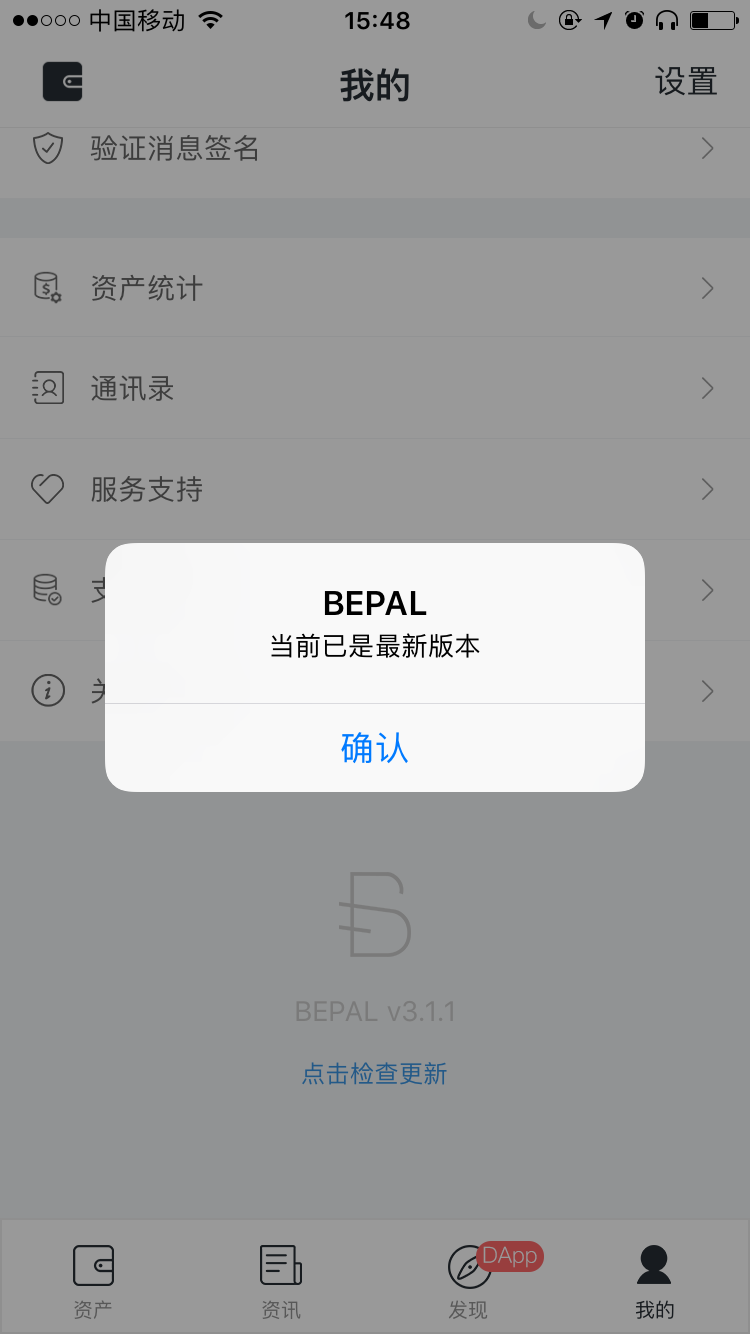 中国移动
15:48
我的
设置
验证消息签名
资产统计
通讯录
服务支持
支
BEPAL
当前已是最新版本
确认
BEPAL v3.1.1
点击检查更新
DApp
资产
资讯
发现
我的